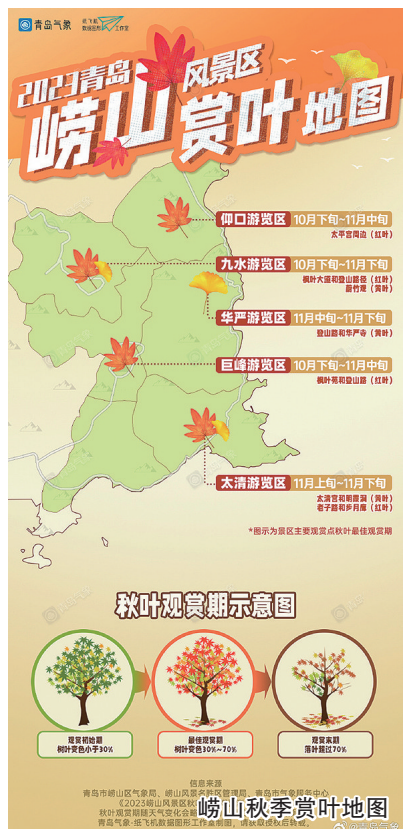 青岛气象
纸飞机
数据图形
工作室
2023青岛
崂山风景区
赏叶地图
仰口游览区 10月下旬~11月中旬
太平宫周边（红叶）
九水游览区 10月下旬~11月下旬
枫叶大道和登山路径（红叶）
蔚竹观（黄叶）
华严游览区 11月中旬~11月下旬
登山路和华严寺（黄叶）
巨峰游览区 10月下旬~11月中旬
枫叶苑和登山路（红叶）
太清游览区 11月上旬~11月下旬
太清宫和明霞洞（黄叶）
老子路和乡月廊（红叶）
*图示为景区主要观赏点秋叶最佳观赏期
秋叶观赏期示意图
观赏初始期
树叶变色小于30%
最佳观赏期
树叶变色30%~70%
观赏末期
落叶超过70%
信息来源
青岛市崂山区气象局、崂山风景名胜区管理局、青岛市气象服务中心
《2023崂山风景区秋
秋叶观赏期随天气变化会
青岛气象·纸飞机数据图形工作室制图，请获授权后转载。
崂山秋季赏叶地图